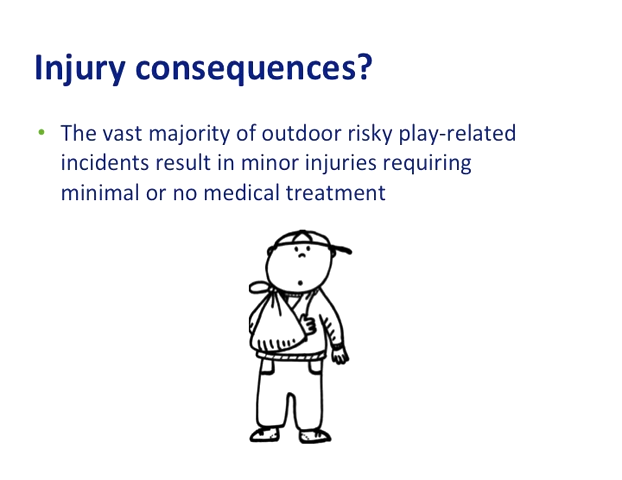 Injury consequences?
• The vast majority of outdoor risky play-related
incidents result in minor injuries requiring
minimal or no medical treatment